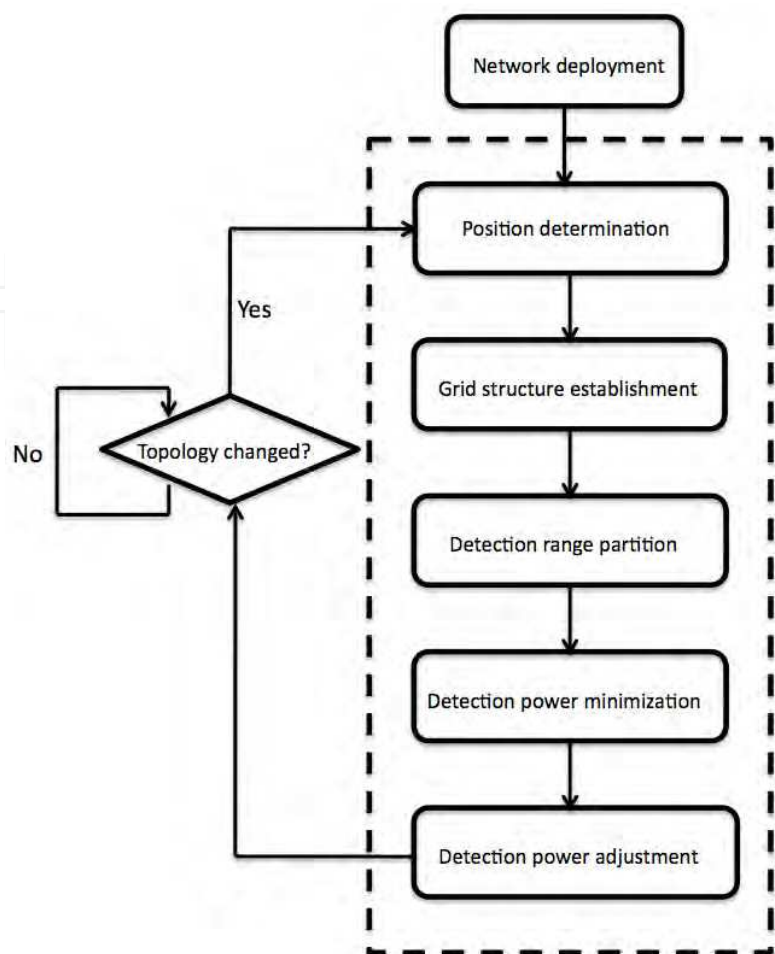 Network deployment
Position determination
Yes
Grid structure establishment
No
Topology changed?
Detection range partition
Detection power minimization
Detection power adjustment